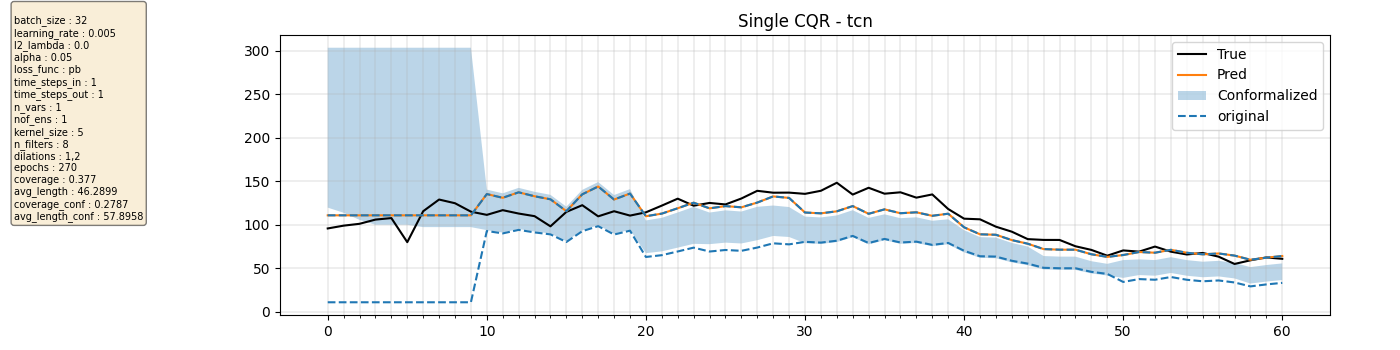 batch_size : 32
learning_rate : 0.005
l2_lambda : 0.0
alpha : 0.05
loss_func : pb
time_steps_in : 1
time_steps_out : 1
n_vars : 1
nof_ens : 1
kernel_size : 5
n_filters : 8
dilations : 1,2
epochs : 270
coverage : 0.377
avg_length : 46.2899
coverage_conf : 0.2787
avg_length_conf : 57.8958
Single CQR - tcn
300
250
200
150
100
50
0
True
Pred
Conformalized
original
0 10 20 30 40 50 60